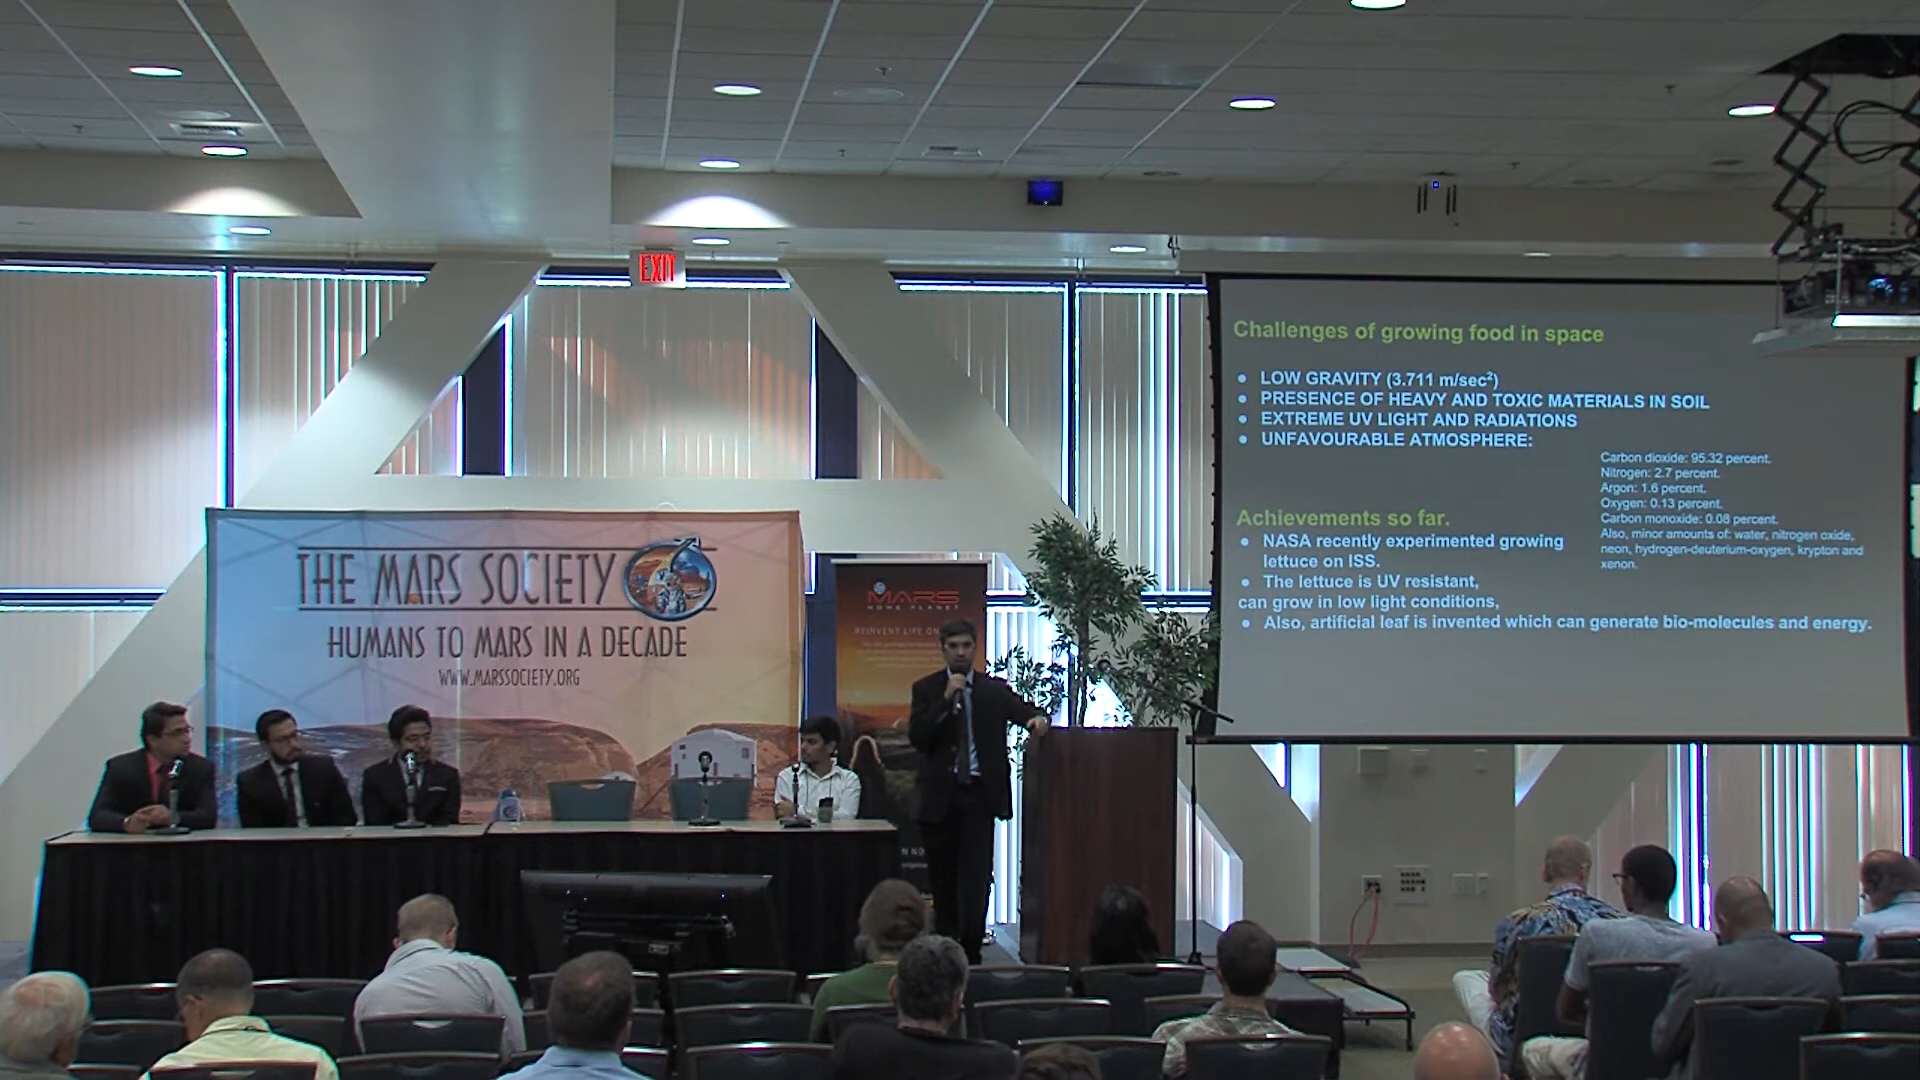 EXIT
THE MARS SOCIETY
HUMANS TO MARS IN A DECADE
WWW.MARSSOCIETY.ORG
MARS
HOME PLANET
REINVENT LIFE ON
Challenges of growing food in space
● LOW GRAVITY (3.711 m/sec²)
● PRESENCE OF HEAVY AND TOXIC MATERIALS IN SOIL
● EXTREME UV LIGHT AND RADIATIONS
● UNFAVOURABLE ATMOSPHERE:
Carbon dioxide: 95.32 percent.
Nitrogen: 2.7 percent.
Argon: 1.6 percent.
Oxygen: 0.13 percent.
Carbon monoxide: 0.08 percent.
Also, minor amounts of: water, nitrogen oxide,
neon, hydrogen-deuterium-oxygen, krypton and
xenon.
Achievements so far.
● NASA recently experimented growing
lettuce on ISS.
● The lettuce is UV resistant,
can grow in low light conditions,
● Also, artificial leaf is invented which can generate bio-molecules and energy.